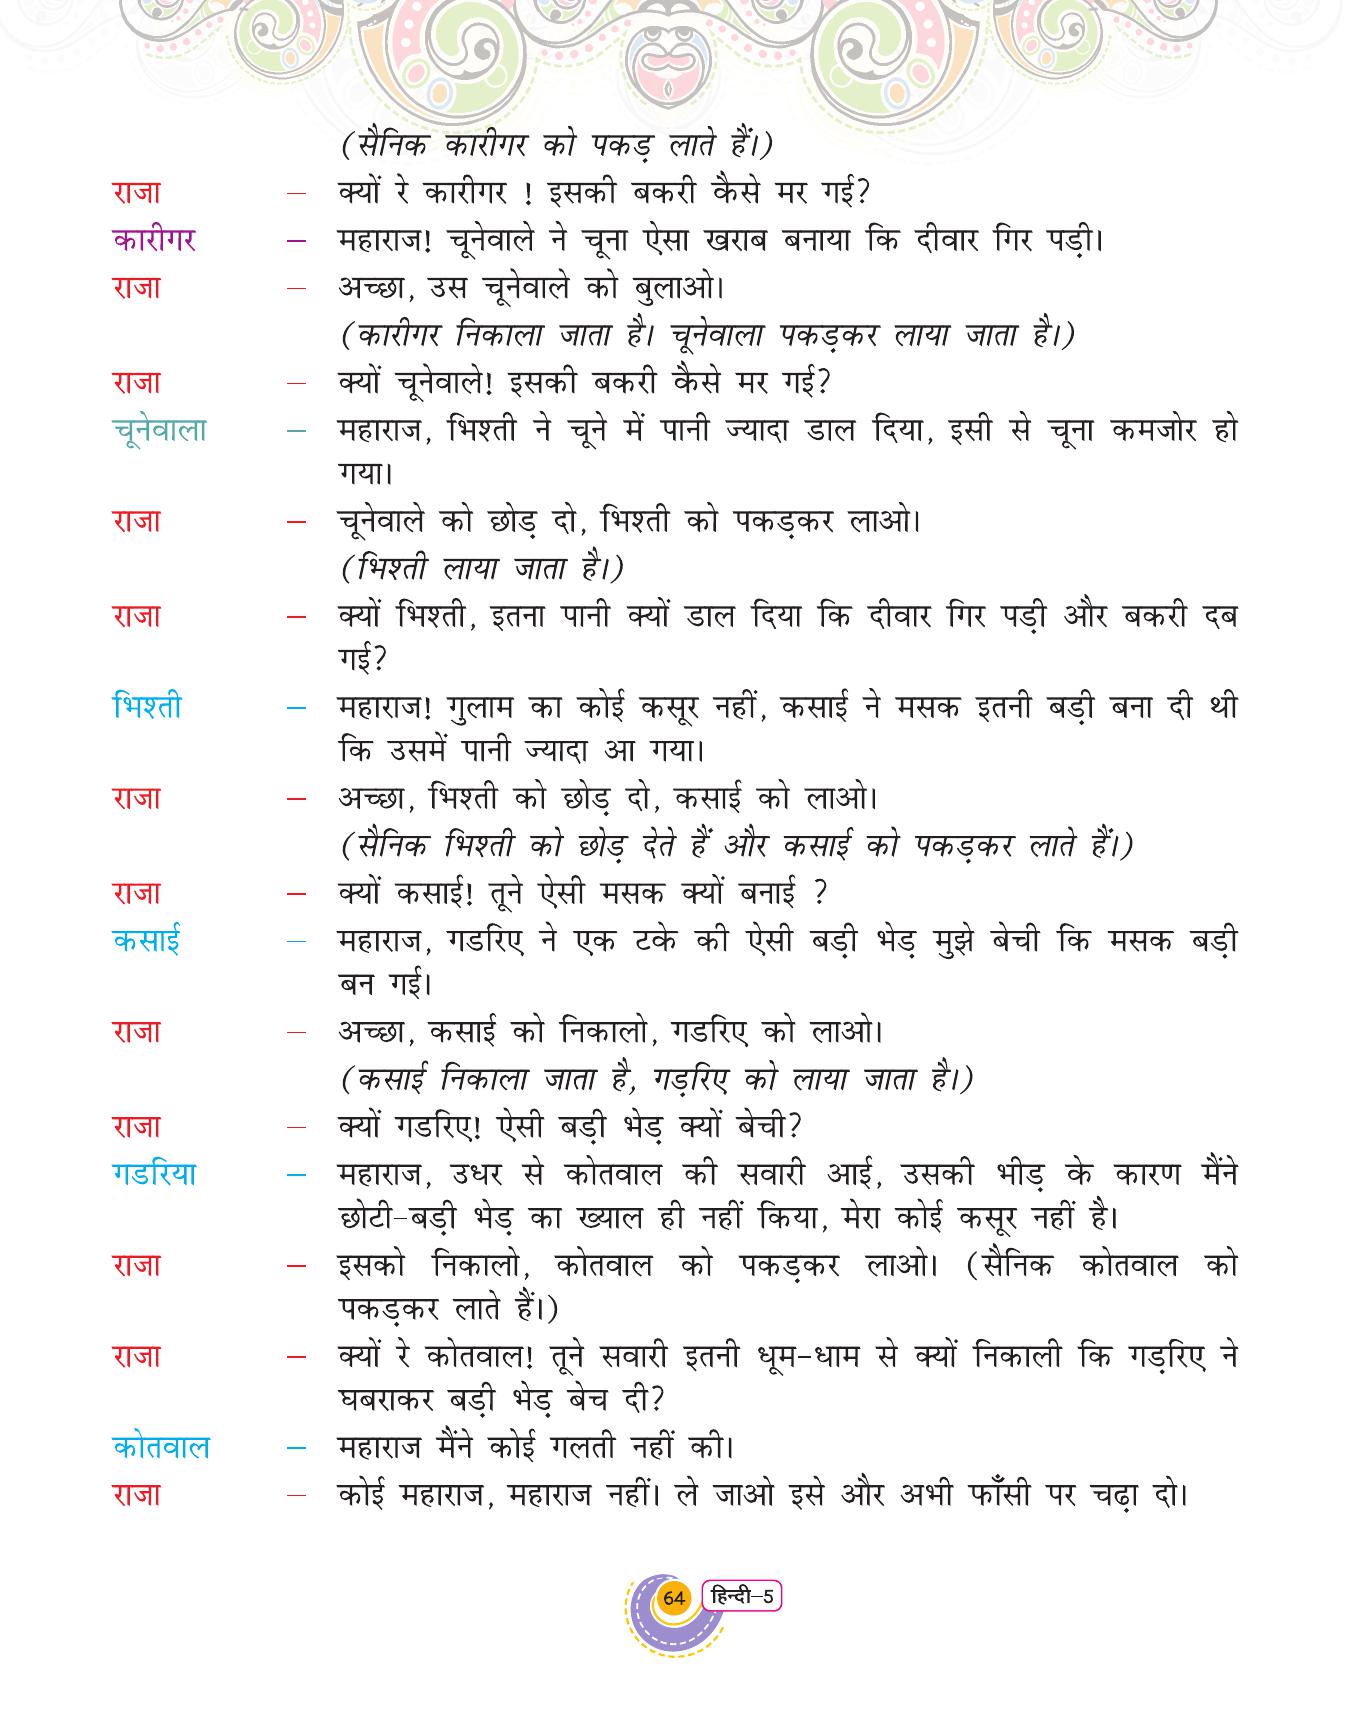 (सैनिक कारीगर को पकड़ लाते हैं।)
राजा – क्यों रे कारीगर ! इसकी बकरी कैसे मर गई?
कारीगर – महाराज! चूनेवाले ने चूना ऐसा खराब बनाया कि दीवार गिर पड़ी।
राजा – अच्छा, उस चूनेवाले को बुलाओ।
(कारीगर निकाला जाता है। चूनेवाला पकड़कर लाया जाता है।)
राजा – क्यों चूनेवाले! इसकी बकरी कैसे मर गई?
चूनेवाला – महाराज, भिश्ती ने चूने में पानी ज्यादा डाल दिया, इसी से चूना कमजोर हो
गया।
राजा – चूनेवाले को छोड़ दो, भिश्ती को पकड़कर लाओ।
(भिश्ती लाया जाता है।)
राजा – क्यों भिश्ती, इतना पानी क्यों डाल दिया कि दीवार गिर पड़ी और बकरी दब
गई?
भिश्ती – महाराज! गुलाम का कोई कसूर नहीं, कसाई ने मसक इतनी बड़ी बना दी थी
कि उसमें पानी ज्यादा आ गया।
राजा – अच्छा, भिश्ती को छोड़ दो, कसाई को लाओ।
(सैनिक भिश्ती को छोड़ देते हैं और कसाई को पकड़कर लाते हैं।)
राजा – क्यों कसाई! तूने ऐसी मसक क्यों बनाई ?
कसाई – महाराज, गडरिए ने एक टके की ऐसी बड़ी भेड़ मुझे बेची कि मसक बड़ी
बन गई।
राजा – अच्छा, कसाई को निकालो, गडरिए को लाओ।
(कसाई निकाला जाता है, गड़रिए को लाया जाता है।)
राजा – क्यों गडरिए! ऐसी बड़ी भेड़ क्यों बेची?
गडरिया – महाराज, उधर से कोतवाल की सवारी आई, उसकी भीड़ के कारण मैंने
छोटी-बड़ी भेड़ का ख्याल ही नहीं किया, मेरा कोई कसूर नहीं है।
राजा – इसको निकालो, कोतवाल को पकड़कर लाओ। (सैनिक कोतवाल को
पकड़कर लाते हैं।)
राजा – क्यों रे कोतवाल! तूने सवारी इतनी धूम-धाम से क्यों निकाली कि गड़रिए ने
घबराकर बड़ी भेड़ बेच दी?
कोतवाल – महाराज मैंने कोई गलती नहीं की।
राजा – कोई महाराज, महाराज नहीं। ले जाओ इसे और अभी फाँसी पर चढ़ा दो।
64 हिन्दी-5